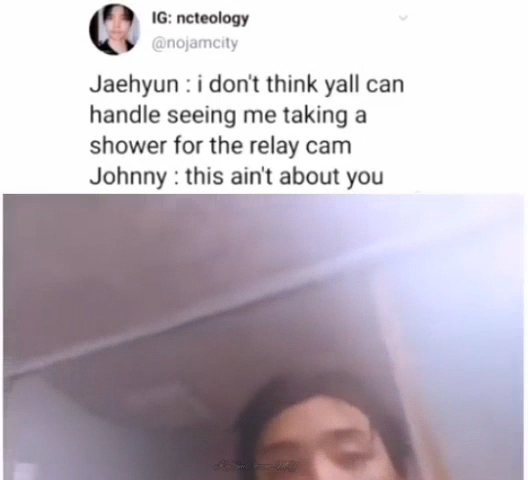 IG: ncteology
@nojamcity
Jaehyun : i don't think yall can
handle seeing me taking a
shower for the relay cam
Johnny : this ain't about you